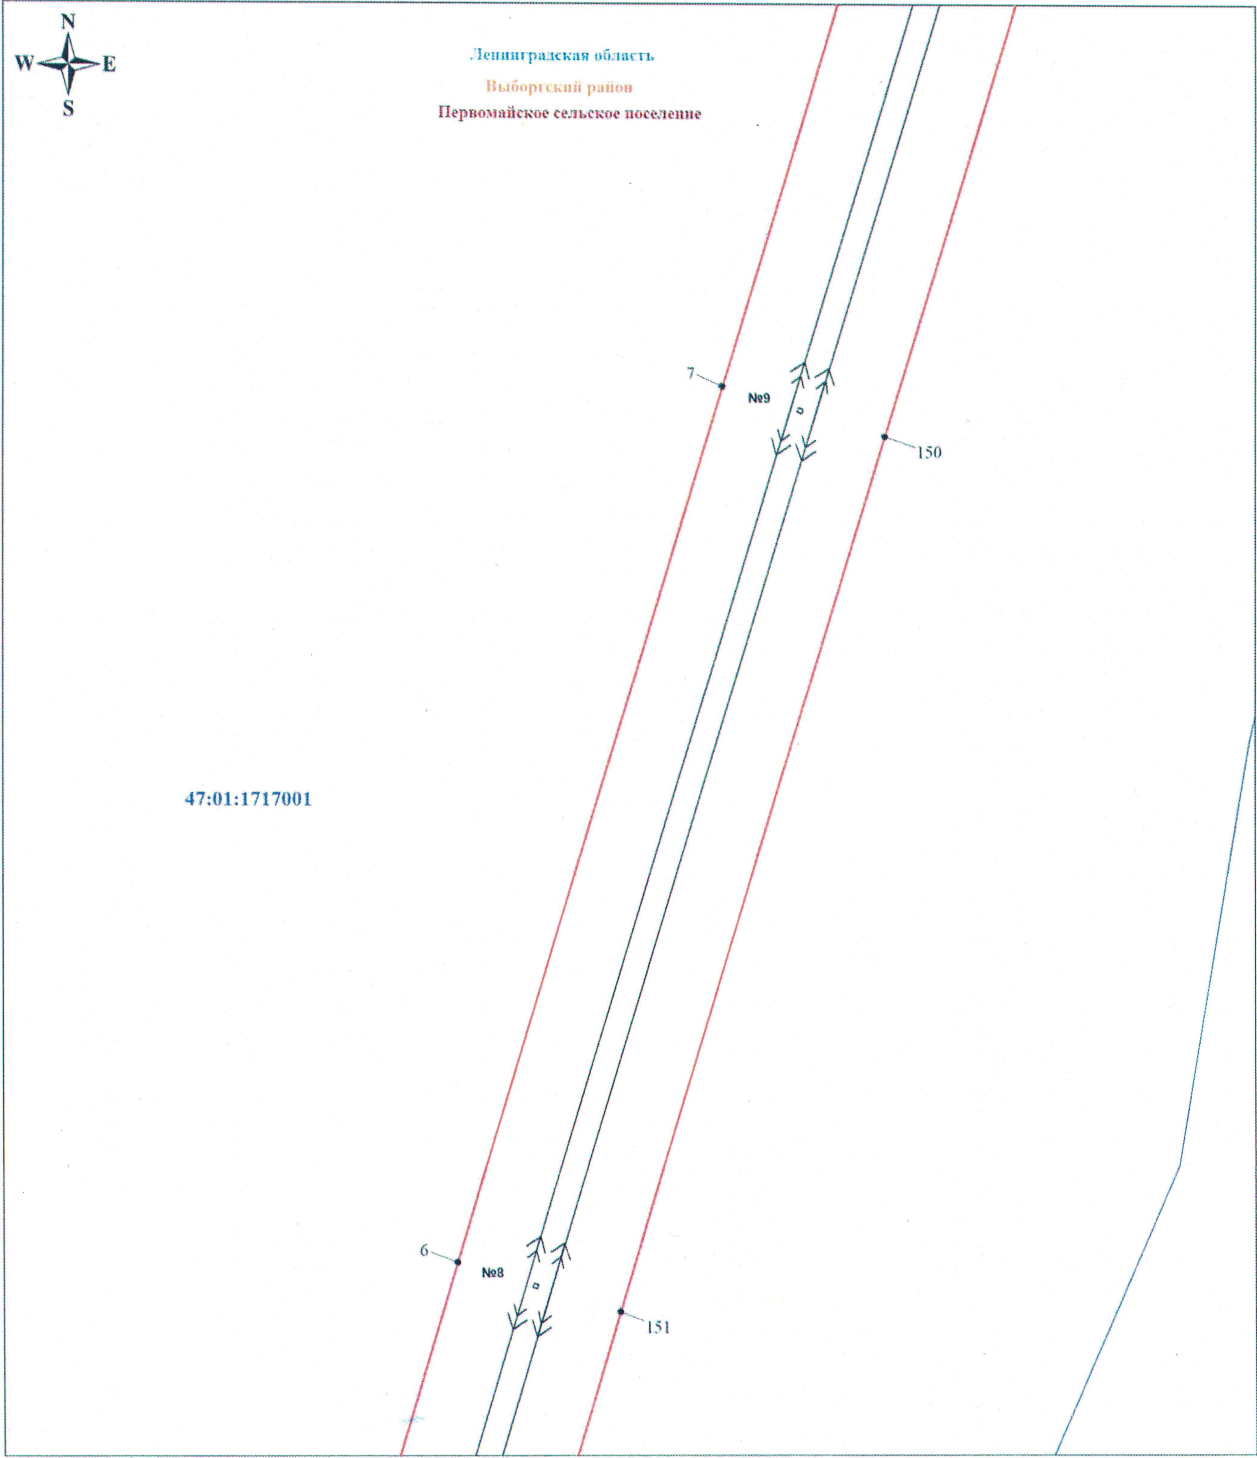 N
W E
S
Ленинградская область
Выборгский район
Первомайское сельское поселение
7
№9
150
47:01:1717001
6
№8
151